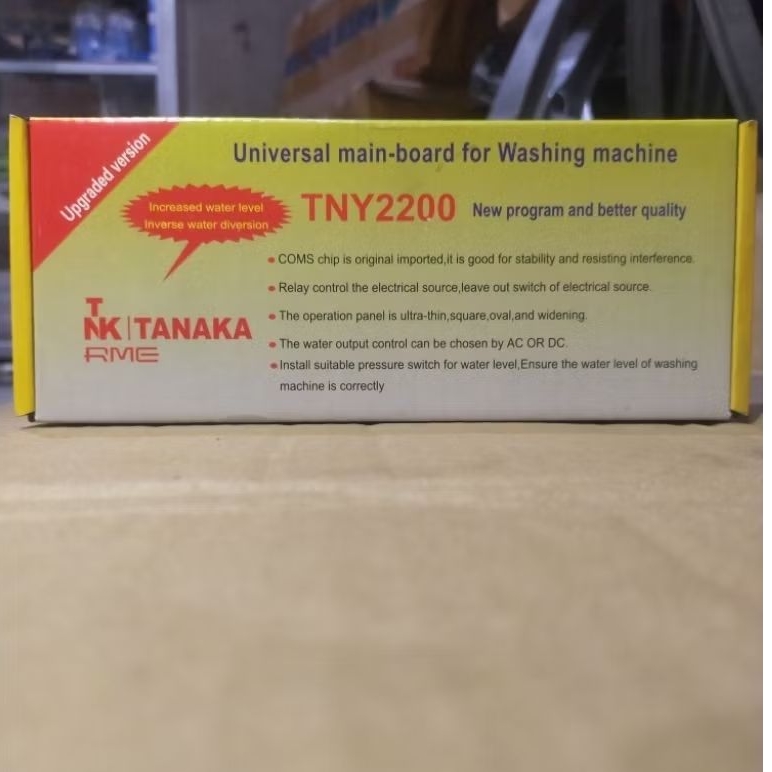 Upgraded version
Universal main-board for Washing machine
Increased water level
Inverse water diversion
TNY2200 New program and better quality
COMS chip is original imported,it is good for stability and resisting interference.
Relay control the electrical source,leave out switch of electrical source.
The operation panel is ultra-thin,square,oval,and widening.
The water output control can be chosen by AC OR DC.
Install suitable pressure switch for water level,Ensure the water level of washing
machine is correctly
TNK TANAKA
RME